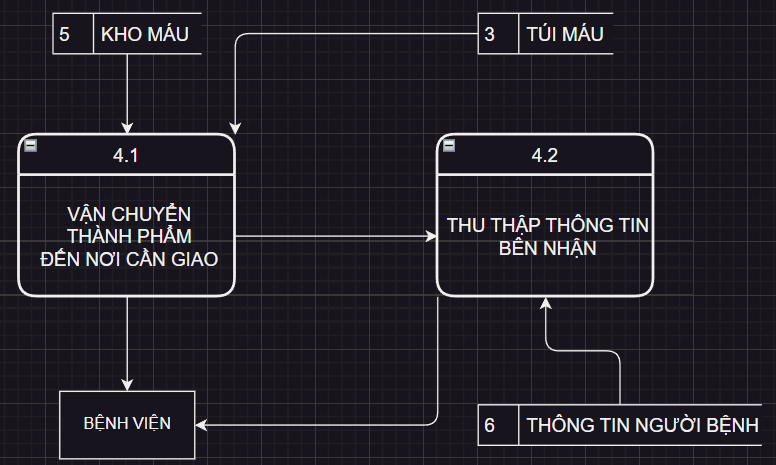 5 KHO MÁU
3 TÚI MÁU
4.1
VẬN CHUYỂN
THÀNH PHẨM
ĐẾN NƠI CẦN GIAO
4.2
THU THẬP THÔNG TIN
BÊN NHẬN
BỆNH VIỆN
6 THÔNG TIN NGƯỜI BỆNH